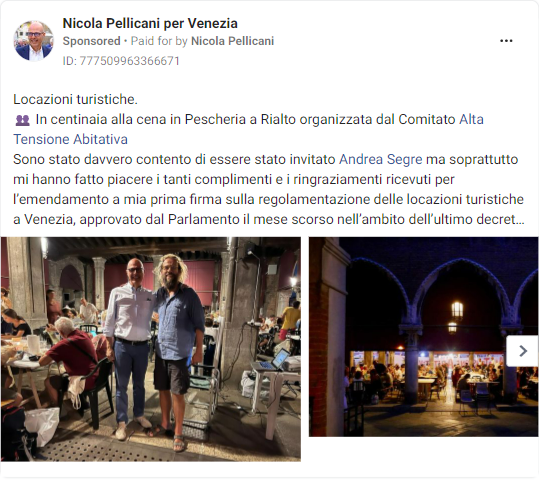 Nicola Pellicani per Venezia
Sponsored • Paid for by Nicola Pellicani
ID: 777509963366671
Locazioni turistiche.
In centinaia alla cena in Pescheria a Rialto organizzata dal Comitato Alta
Tensione Abitativa
Sono stato davvero contento di essere stato invitato Andrea Segre ma soprattutto
mi hanno fatto piacere i tanti complimenti e i ringraziamenti ricevuti per
l'emendamento a mia prima firma sulla regolamentazione delle locazioni turistiche
a Venezia, approvato dal Parlamento il mese scorso nell'ambito dell'ultimo decret...